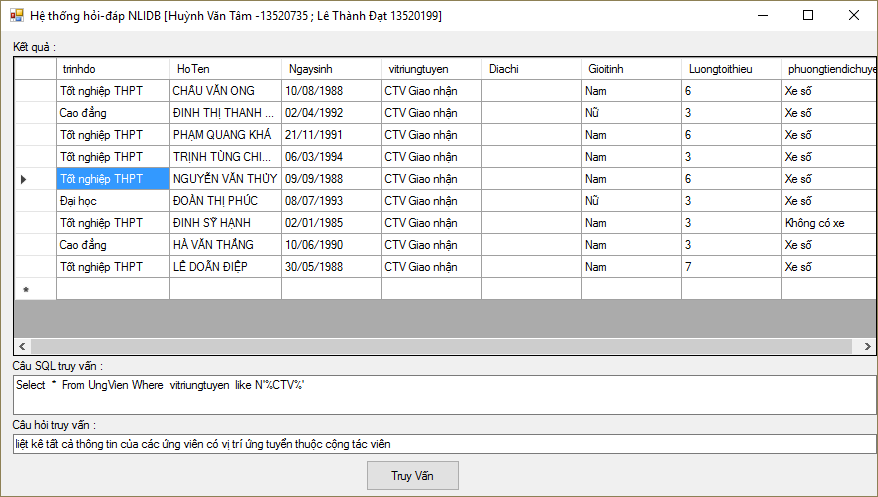 Hệ thống hỏi-đáp NLIDB [Huỳnh Văn Tâm -13520735 ; Lê Thành Đạt 13520199]
Kết quả :
trinhdo HoTen Ngaysinh vitriungtuyen Diachi Gioitinh Luongtoithieu phuongtiendichuye
Tốt nghiệp THPT CHÂU VĂN ONG 10/08/1988 CTV Giao nhận Nam 6 Xe số
Cao đẳng ĐINH THỊ THANH ... 02/04/1992 CTV Giao nhận Nữ 3 Xe số
Tốt nghiệp THPT PHẠM QUANG KHÁ 21/11/1991 CTV Giao nhận Nam 6 Xe số
Tốt nghiệp THPT TRỊNH TÙNG CHI... 06/03/1994 CTV Giao nhận Nam 3 Xe số
Tốt nghiệp THPT NGUYỄN VĂN THỦY 09/09/1988 CTV Giao nhận Nam 6 Xe số
Đại học ĐOÀN THỊ PHÚC 08/07/1993 CTV Giao nhận Nữ 3 Xe số
Tốt nghiệp THPT ĐINH SỸ HẠNH 02/01/1985 CTV Giao nhận Nam 3 Không có xe
Cao đẳng HÀ VĂN THẮNG 10/06/1990 CTV Giao nhận Nam 3 Xe số
Tốt nghiệp THPT LÊ DOÃN ĐIỆP 30/05/1988 CTV Giao nhận Nam 7 Xe số
Câu SQL truy vấn :
Select * From UngVien Where vitriungtuyen like N'%CTV%'
Câu hỏi truy vấn :
liệt kê tất cả thông tin của các ứng viên có vị trí ứng tuyển thuộc cộng tác viên
Truy Vấn